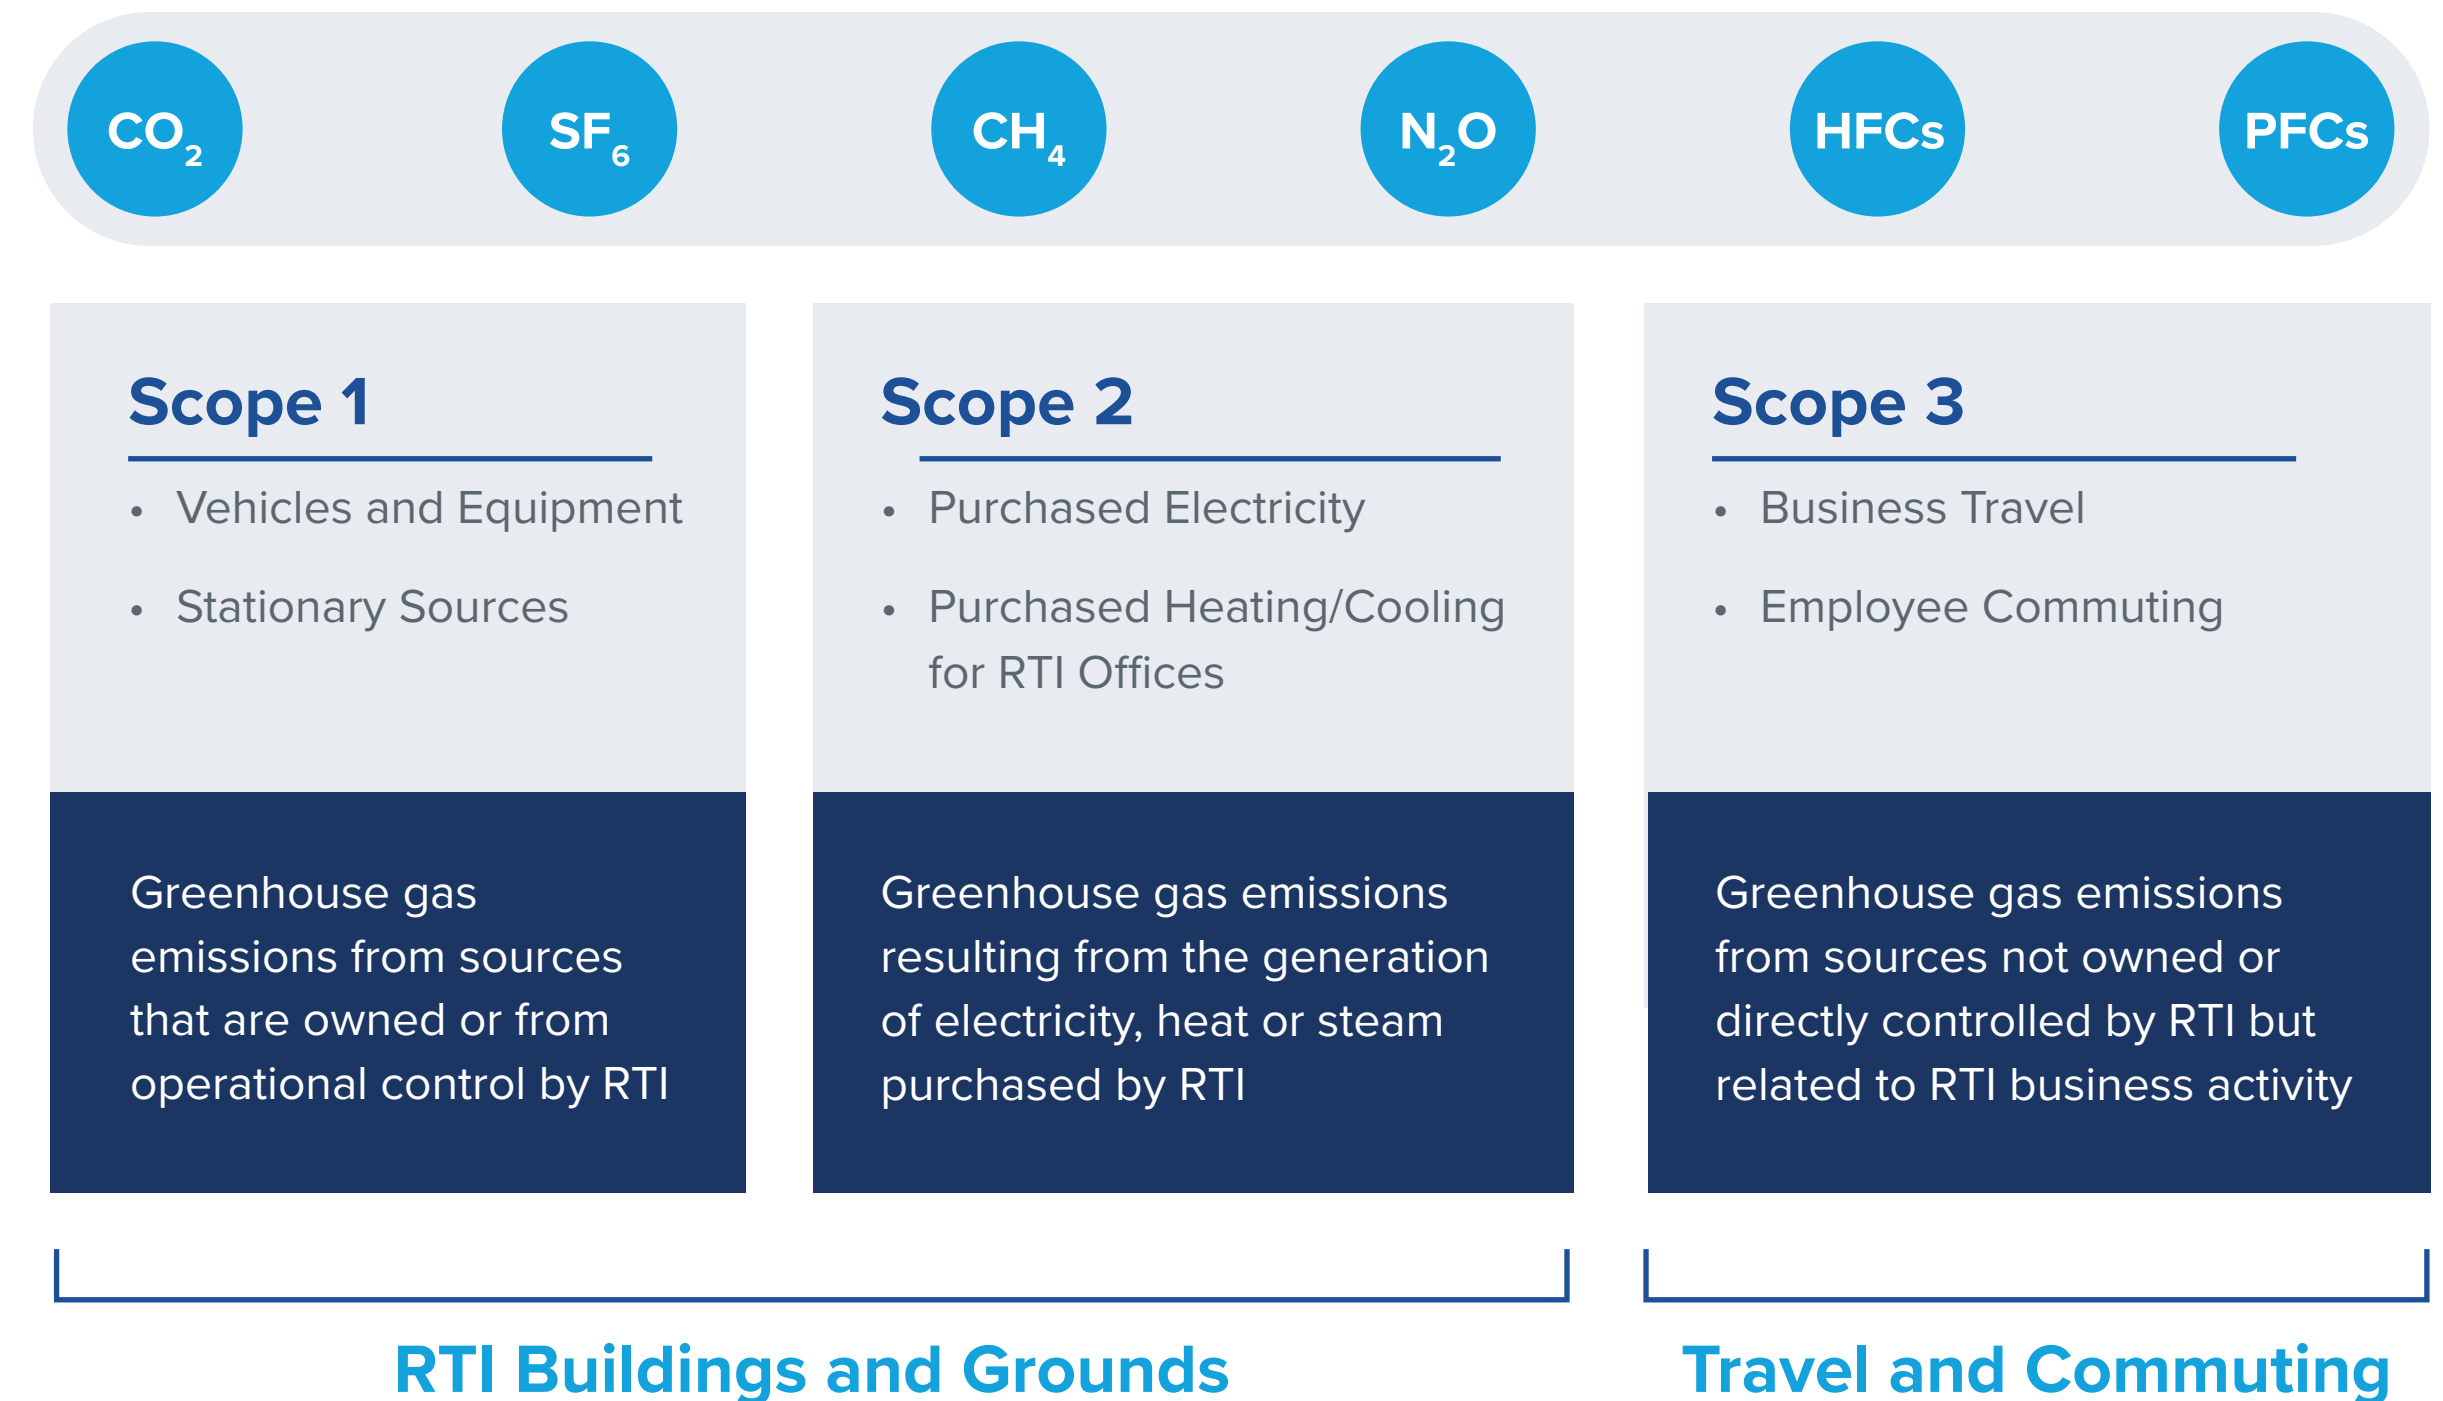 CO₂ SF₆ CH₄ N₂O HFCs PFCs
Scope 1
• Vehicles and Equipment
• Stationary Sources
Greenhouse gas
emissions from sources
that are owned or from
operational control by RTI
Scope 2
• Purchased Electricity
• Purchased Heating/Cooling
for RTI Offices
Greenhouse gas emissions
resulting from the generation
of electricity, heat or steam
purchased by RTI
Scope 3
• Business Travel
• Employee Commuting
Greenhouse gas emissions
from sources not owned or
directly controlled by RTI but
related to RTI business activity
RTI Buildings and Grounds
Travel and Commuting